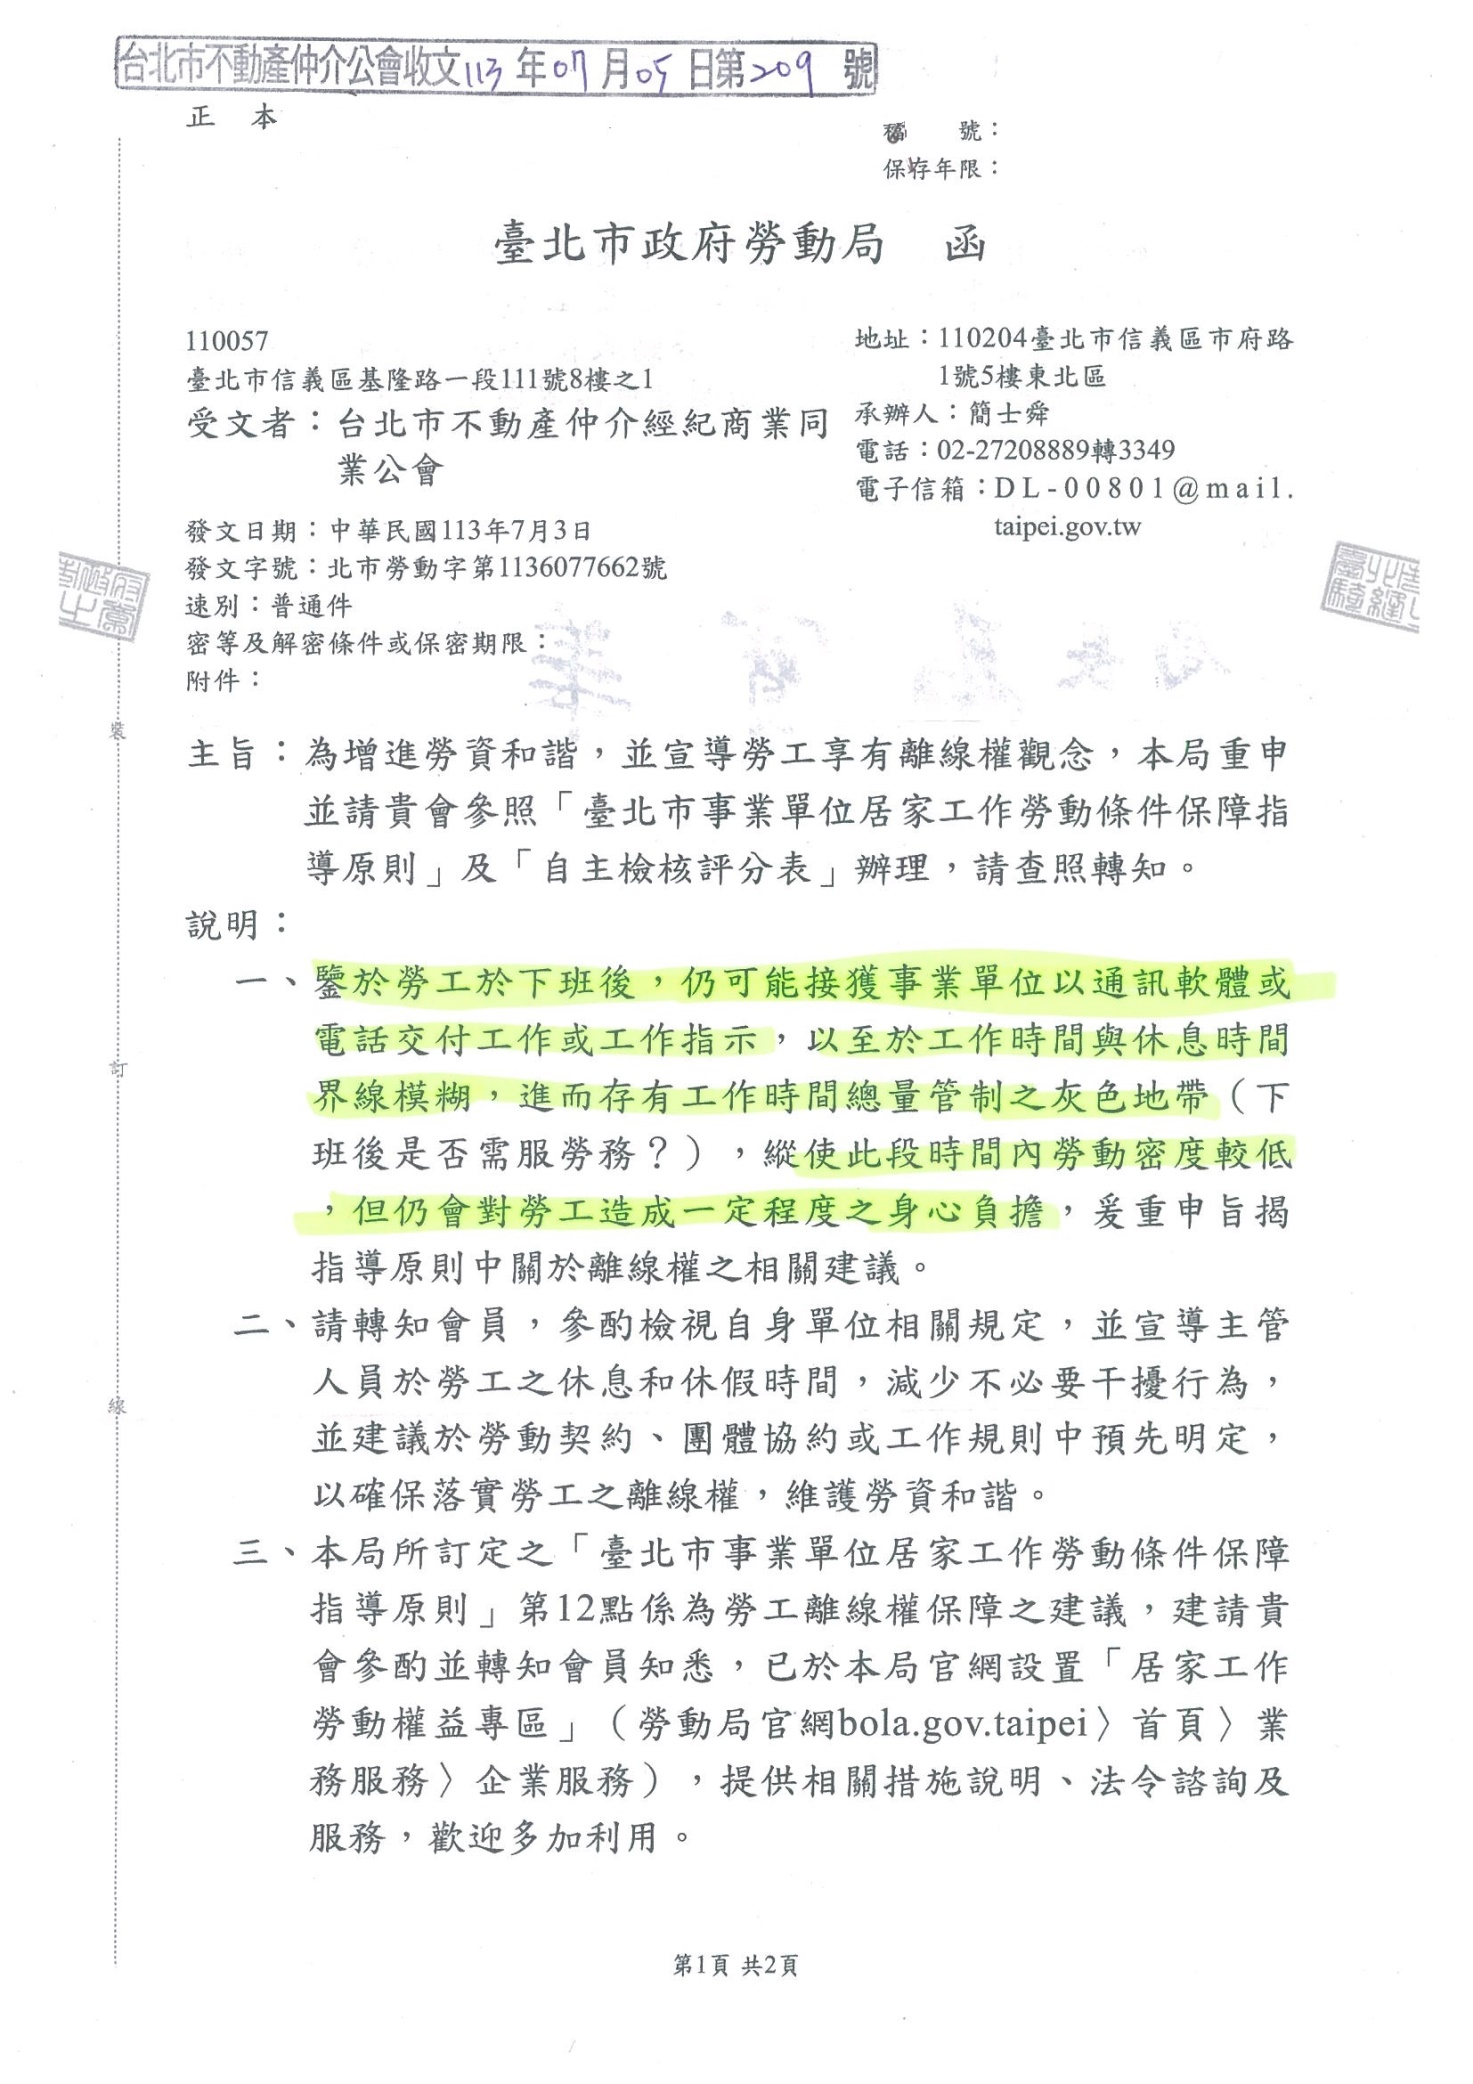 台北市不動產仲介公會收文113年07月05日第209號
正 本
號：
保存年限：
臺北市政府勞動局 函
110057
臺北市信義區基隆路一段111號8樓之1
受文者：台北市不動產仲介經紀商業同
業公會
地址：110204臺北市信義區市府路
1號5樓東北區
承辦人：簡士舜
電話：02-27208889轉3349
電子信箱：DL-00801@mail.
taipei.gov.tw
發文日期：中華民國113年7月3日
發文字號：北市勞動字第1136077662號
速別：普通件
密等及解密條件或保密期限：
附件：
主旨：為增進勞資和諧，並宣導勞工享有離線權觀念，本局重申
並請貴會參照「臺北市事業單位居家工作勞動條件保障指
導原則」及「自主檢核評分表」辦理，請查照轉知。
說明：
一、鑒於勞工於下班後，仍可能接獲事業單位以通訊軟體或
電話交付工作或工作指示，以至於工作時間與休息時間
界線模糊，進而存有工作時間總量管制之灰色地帶（下
班後是否需服勞務？），縱使此段時間內勞動密度較低
，但仍會對勞工造成一定程度之身心負擔，爰重申旨揭
指導原則中關於離線權之相關建議。
二、請轉知會員，參酌檢視自身單位相關規定，並宣導主管
人員於勞工之休息和休假時間，減少不必要干擾行為，
並建議於勞動契約、團體協約或工作規則中預先明定，
以確保落實勞工之離線權，維護勞資和諧。
三、本局所訂定之「臺北市事業單位居家工作勞動條件保障
指導原則」第12點係為勞工離線權保障之建議，建請貴
會參酌並轉知會員知悉，已於本局官網設置「居家工作
勞動權益專區」（勞動局官網bola.gov.taipei〉首頁〉業
務服務〉企業服務），提供相關措施說明、法令諮詢及
服務，歡迎多加利用。
裝
訂
線
第1頁 共2頁